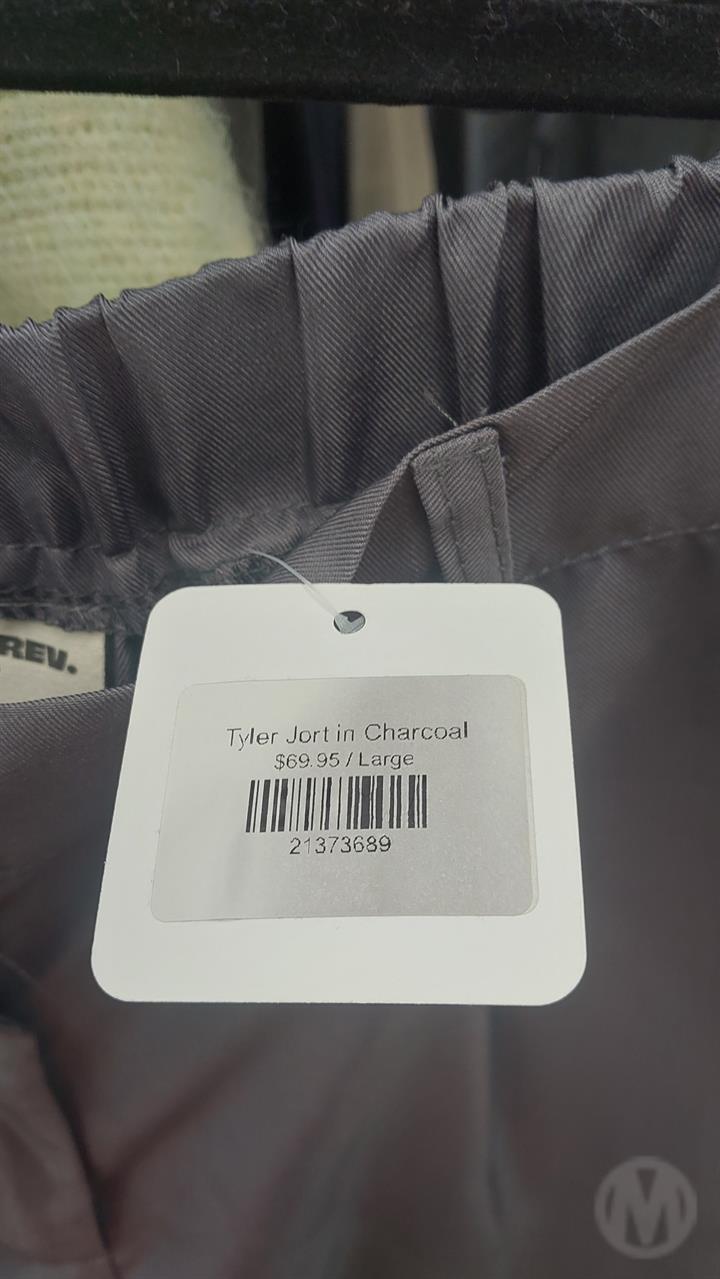 REV.
Tyler Jort in Charcoal
$69.95 / Large
21373689
M